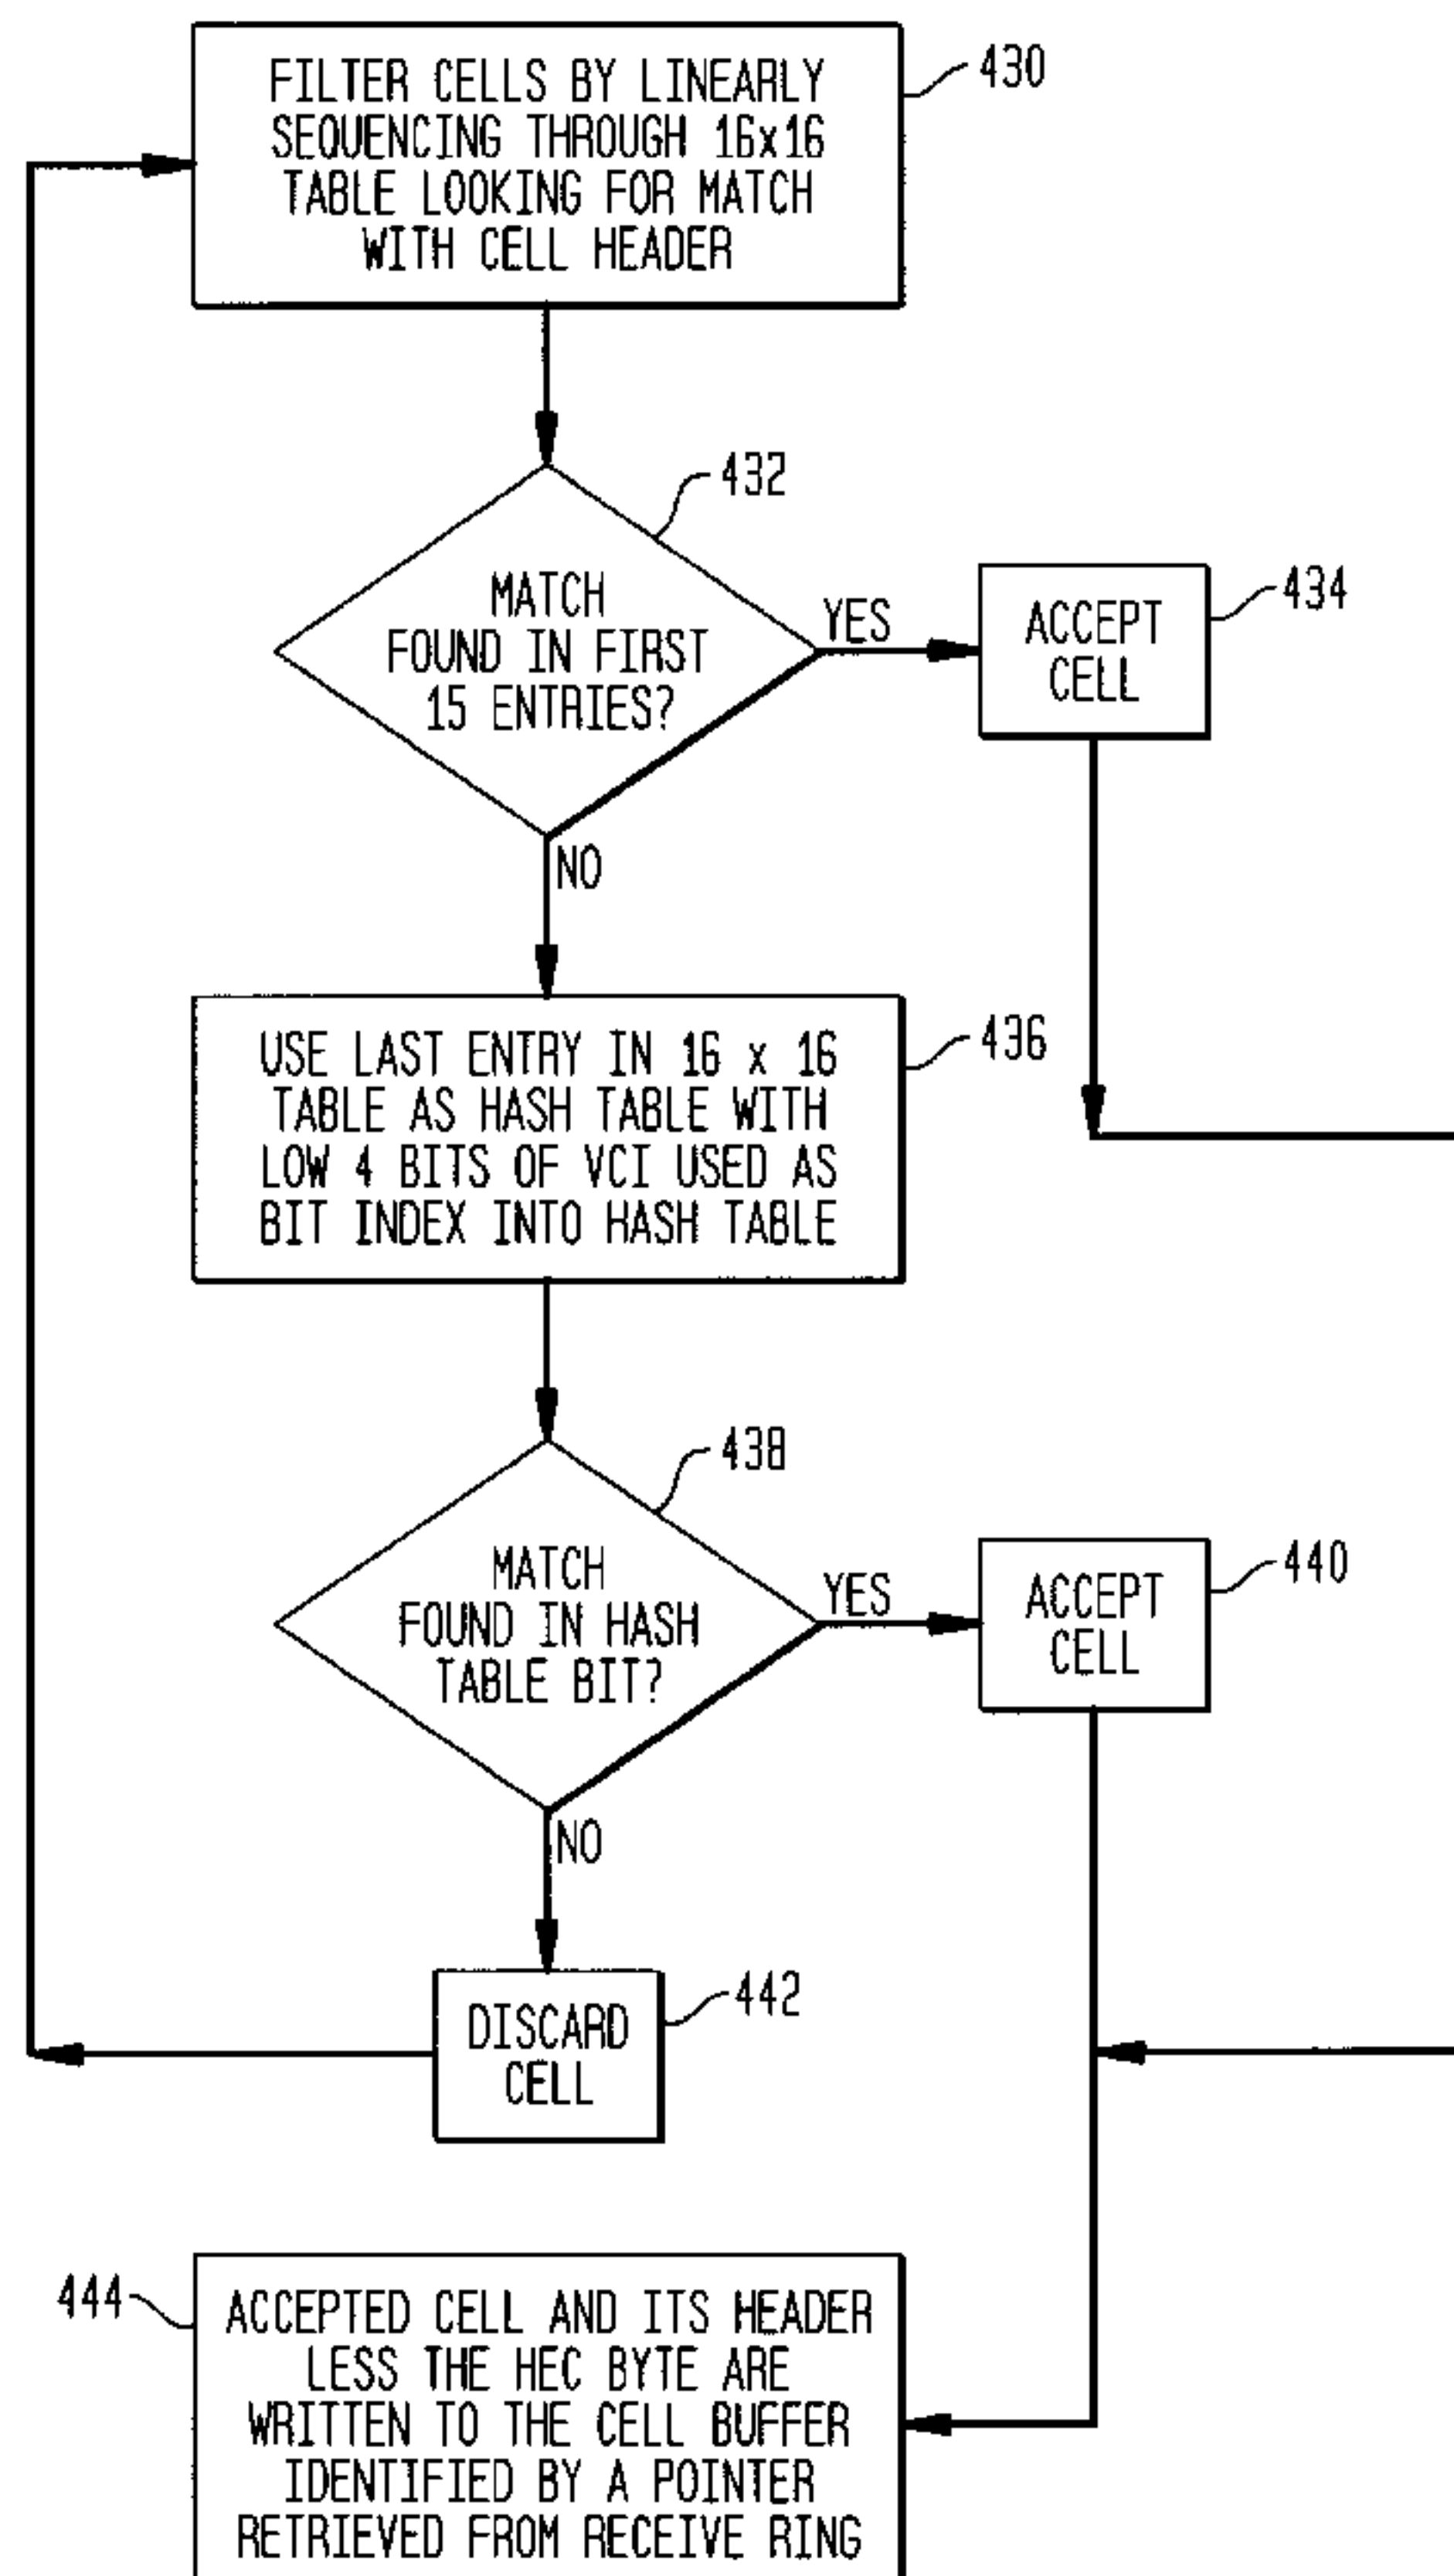 FILTER CELLS BY LINEARLY
SEQUENCING THROUGH 16x16
TABLE LOOKING FOR MATCH
WITH CELL HEADER
430
432
MATCH
FOUND IN FIRST
15 ENTRIES?
YES
ACCEPT
CELL
434
NO
USE LAST ENTRY IN 16 x 16
TABLE AS HASH TABLE WITH
LOW 4 BITS OF VCI USED AS
BIT INDEX INTO HASH TABLE
436
438
MATCH
FOUND IN HASH
TABLE BIT?
YES
ACCEPT
CELL
440
NO
DISCARD
CELL
442
444
ACCEPTED CELL AND ITS HEADER
LESS THE HEC BYTE ARE
WRITTEN TO THE CELL BUFFER
IDENTIFIED BY A POINTER
RETRIEVED FROM RECEIVE RING